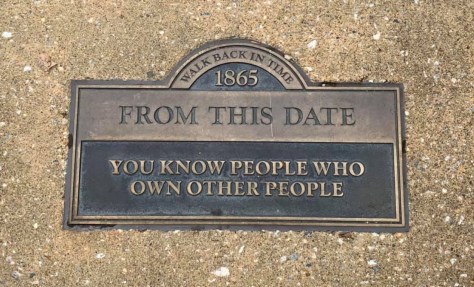 WALK BACK IN TIME
1865
FROM THIS DATE
YOU KNOW PEOPLE WHO
OWN OTHER PEOPLE